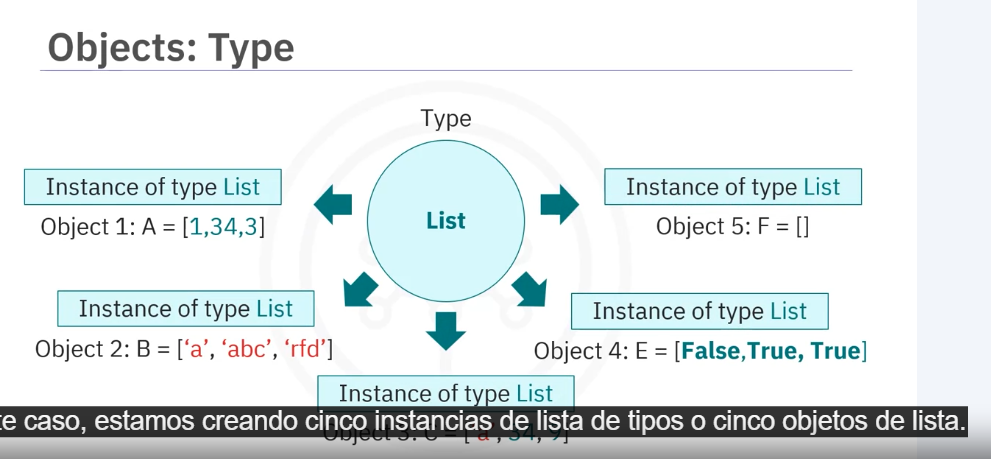 Objects: Type
Type
List
Instance of type List
Object 1: A = [1,34,3]
Instance of type List
Object 5: F = []
Instance of type List
Object 2: B = [‘a’, ‘abc’, ‘rfd’]
Instance of type List
Object 4: E = [False,True, True]
Instance of type List
te caso, estamos creando cinco instancias de lista de tipos o cinco objetos de lista.